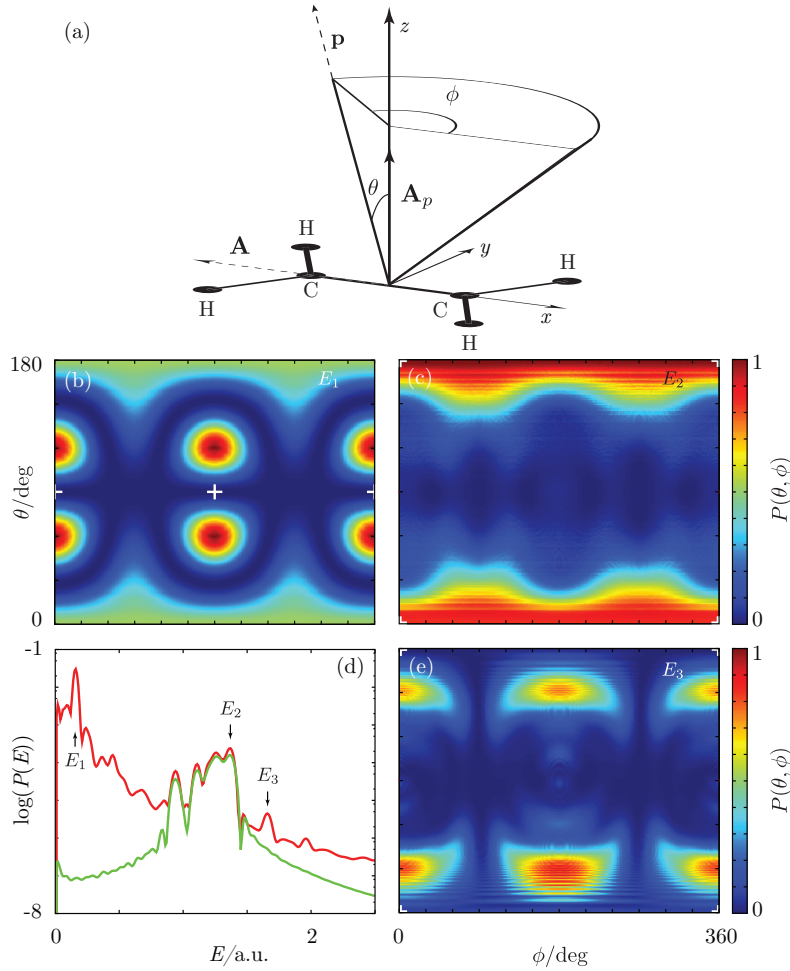 (a)
p
z
ϕ
θ
A_p
H
A
y
H
C
H
C
x
H
180
(b)
E_1
(c)
E_2
1
θ/deg
P(θ, ϕ)
0
0
-1
(d)
(e)
E_3
1
E_2
E_1
E_3
log(P(E))
P(θ, ϕ)
-8
0
0
2
0
360
E/a.u.
ϕ/deg